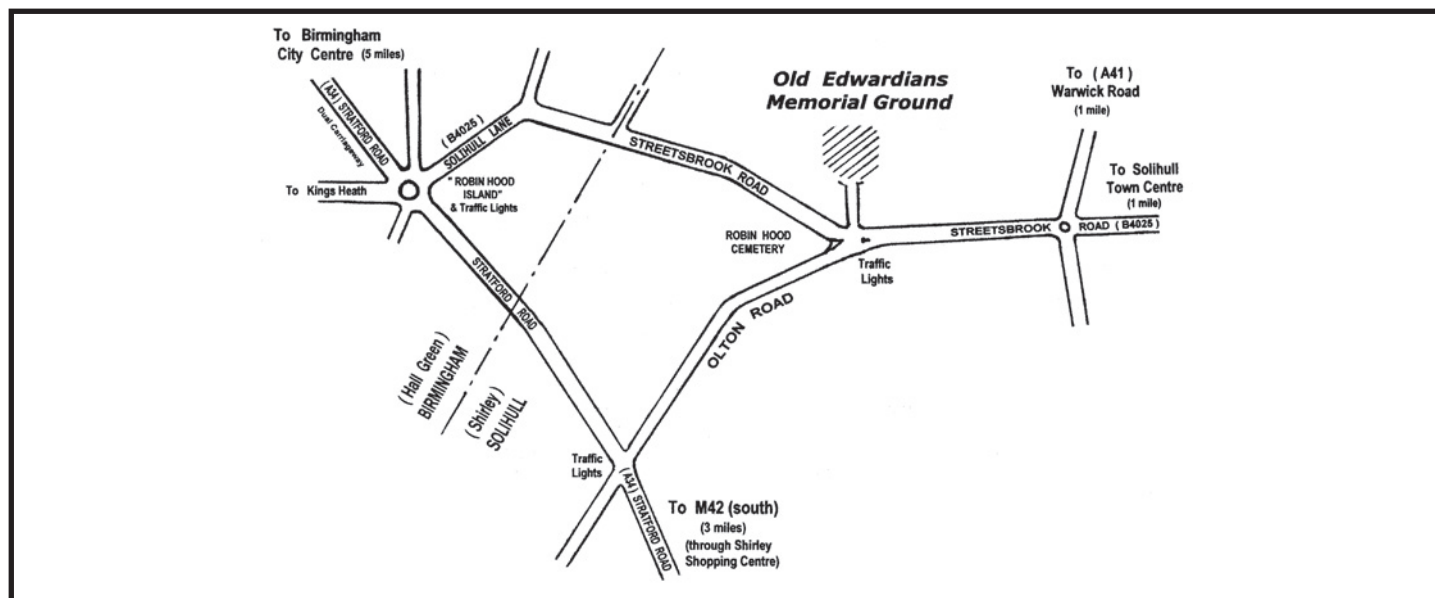 To Birmingham
City Centre (5 miles)
(A34) STRATFORD ROAD
Dual Carriageway
(B4025)
SOLIHULL LANE
To Kings Heath
"ROBIN HOOD
ISLAND"
& Traffic Lights
STREETSBROOK ROAD
Old Edwardians
Memorial Ground
To (A41)
Warwick Road
(1 mile)
To Solihull
Town Centre
(1 mile)
STREETSBROOK ROAD (B4025)
ROBIN HOOD
CEMETERY
Traffic
Lights
STRATFORD ROAD
OLTON ROAD
(Hall Green)
BIRMINGHAM
(Shirley)
SOLIHULL
Traffic
Lights
(A34) STRATFORD ROAD
To M42 (south)
(3 miles)
(through Shirley
Shopping Centre)